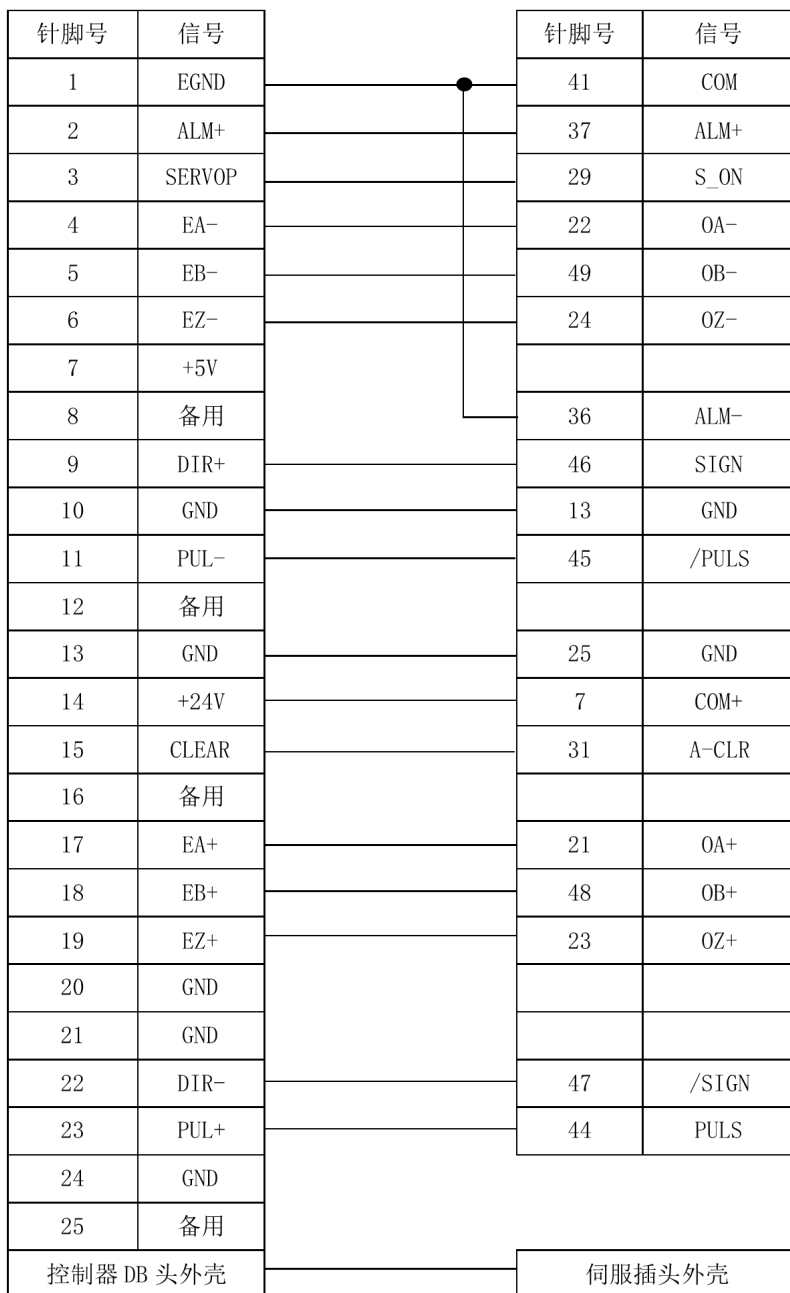 针脚号 信号 针脚号 信号
1 EGND 41 COM
2 ALM+ 37 ALM+
3 SERVOP 29 S_ON
4 EA- 22 OA-
5 EB- 49 OB-
6 EZ- 24 OZ-
7 +5V
8 备用 36 ALM-
9 DIR+ 46 SIGN
10 GND 13 GND
11 PUL- 45 /PULS
12 备用
13 GND 25 GND
14 +24V 7 COM+
15 CLEAR 31 A-CLR
16 备用
17 EA+ 21 OA+
18 EB+ 48 OB+
19 EZ+ 23 OZ+
20 GND
21 GND
22 DIR- 47 /SIGN
23 PUL+ 44 PULS
24 GND
25 备用
控制器 DB 头外壳 伺服插头外壳